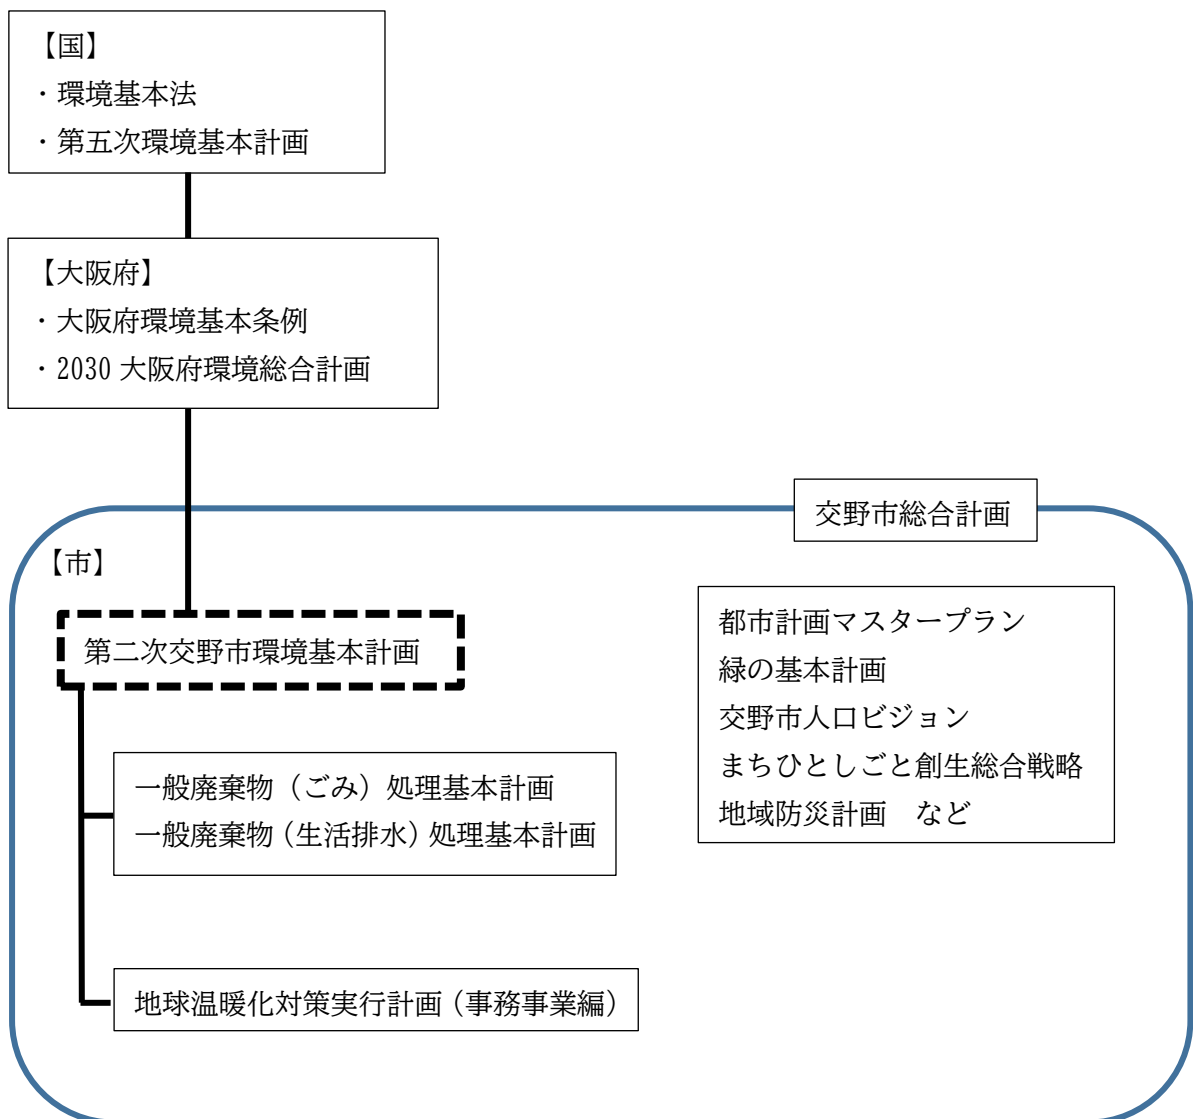 【国】
・環境基本法
・第五次環境基本計画
【大阪府】
・大阪府環境基本条例
・2030 大阪府環境総合計画
交野市総合計画
【市】
第二次交野市環境基本計画
一般廃棄物（ごみ）処理基本計画
一般廃棄物（生活排水）処理基本計画
地球温暖化対策実行計画（事務事業編）
都市計画マスタープラン
緑の基本計画
交野市人口ビジョン
まちひとしごと創生総合戦略
地域防災計画　など